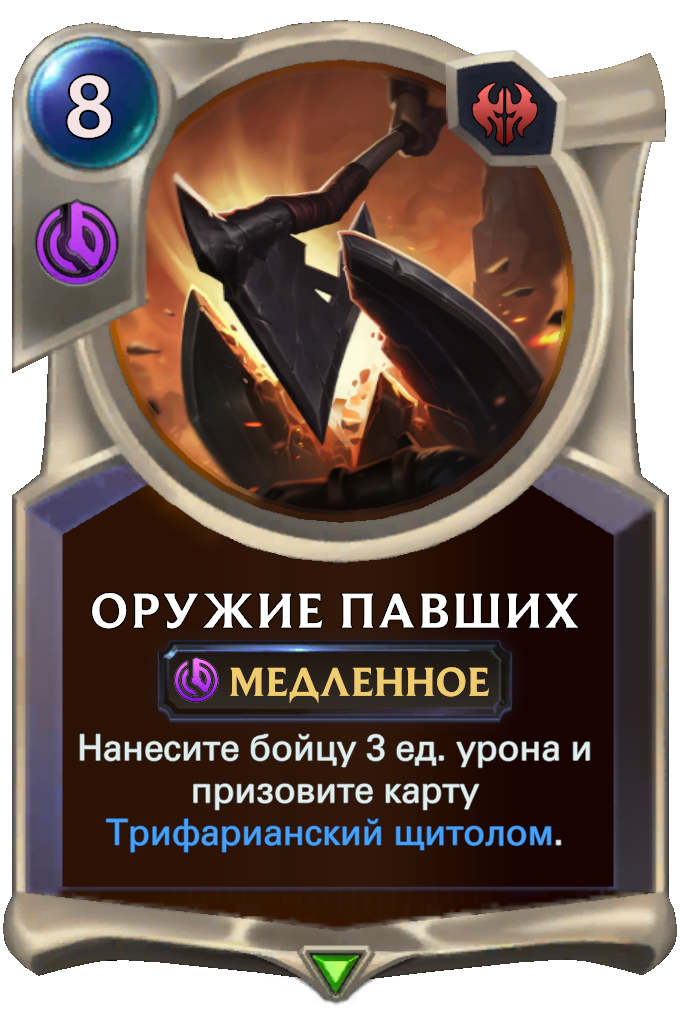 8
ОРУЖИЕ ПАВШИХ
МЕДЛЕННОЕ
Нанесите бойцу 3 ед. урона и
призовите карту
Трифарианский щитолом.